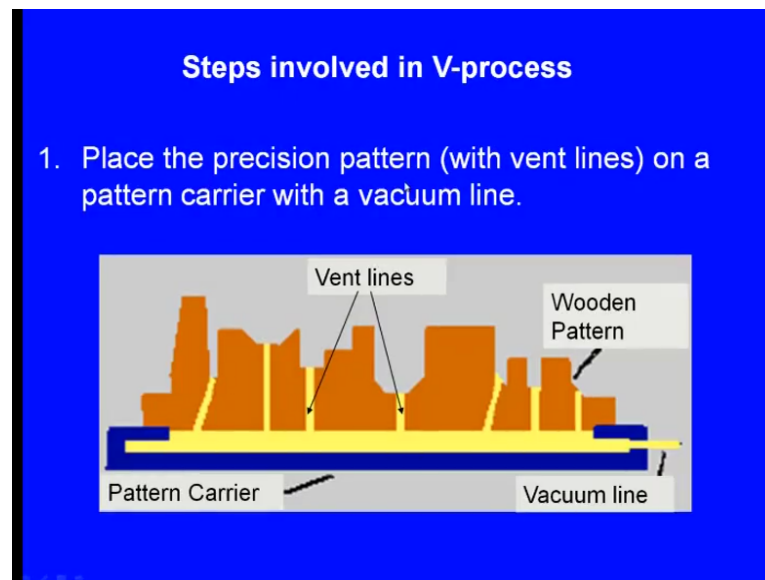 Steps involved in V-process
1. Place the precision pattern (with vent lines) on a
pattern carrier with a vacuum line.
Vent lines
Wooden
Pattern
Pattern Carrier
Vacuum line